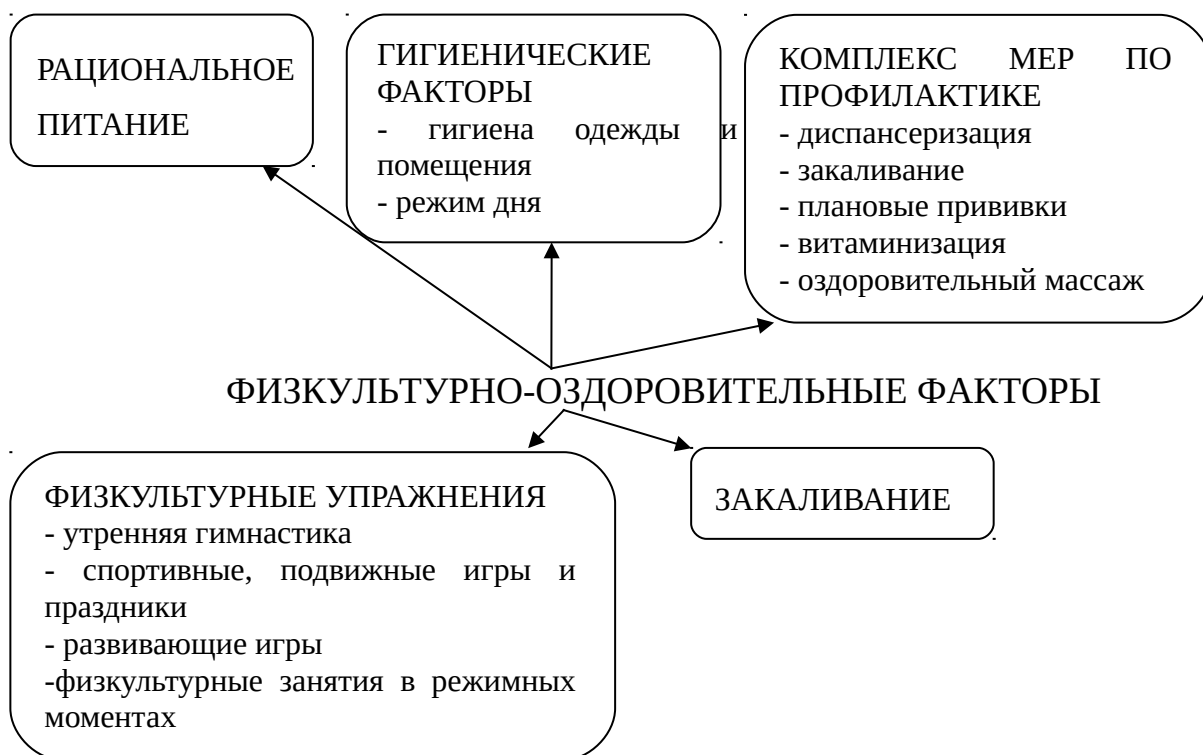 РАЦИОНАЛЬНОЕ
ПИТАНИЕ
ГИГИЕНИЧЕСКИЕ
ФАКТОРЫ
- гигиена одежды и
помещения
- режим дня
КОМПЛЕКС МЕР ПО
ПРОФИЛАКТИКЕ
- диспансеризация
- закаливание
- плановые прививки
- витаминизация
- оздоровительный массаж
ФИЗКУЛЬТУРНО-ОЗДОРОВИТЕЛЬНЫЕ ФАКТОРЫ
ФИЗКУЛЬТУРНЫЕ УПРАЖНЕНИЯ
- утренняя гимнастика
- спортивные, подвижные игры и
праздники
- развивающие игры
-физкультурные занятия в режимных
моментах
ЗАКАЛИВАНИЕ